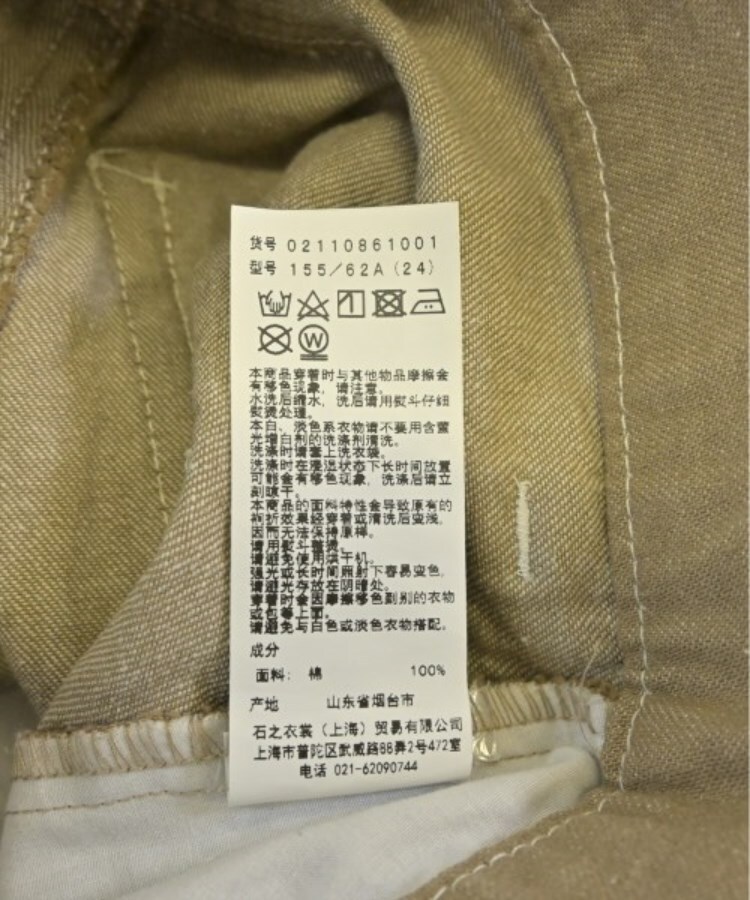 货号 02110861001
型号 155/62A(24)
W
本商品穿着时与其他物品摩擦会
有移色现象，请注意。
水洗后缩水，洗后请用熨斗仔细
熨烫处理。
本白、淡色系衣物请不要用含萤
光增白剂的洗涤剂清洗。
洗涤时请套上洗衣袋。
洗涤时在浸湿状态下长时间放置
可能会有移色现象，洗涤后请立
刻晾干。
本商品的面料特性会导致原有的
褶折效果经穿着或清洗后变浅，
因而无法保持原样。
请用熨斗整烫。
请避免使用烘干机。
强光或长时间照射下容易变色，
请避光存放在阴暗处。
穿着时会因摩擦移色到别的衣物
或包等上面。
请避免与白色或淡色衣物搭配。
成分
面料：棉 100%
产地 山东省烟台市
石之衣裳（上海）贸易有限公司
上海市普陀区武威路88弄2号472室
电话 021-62090744